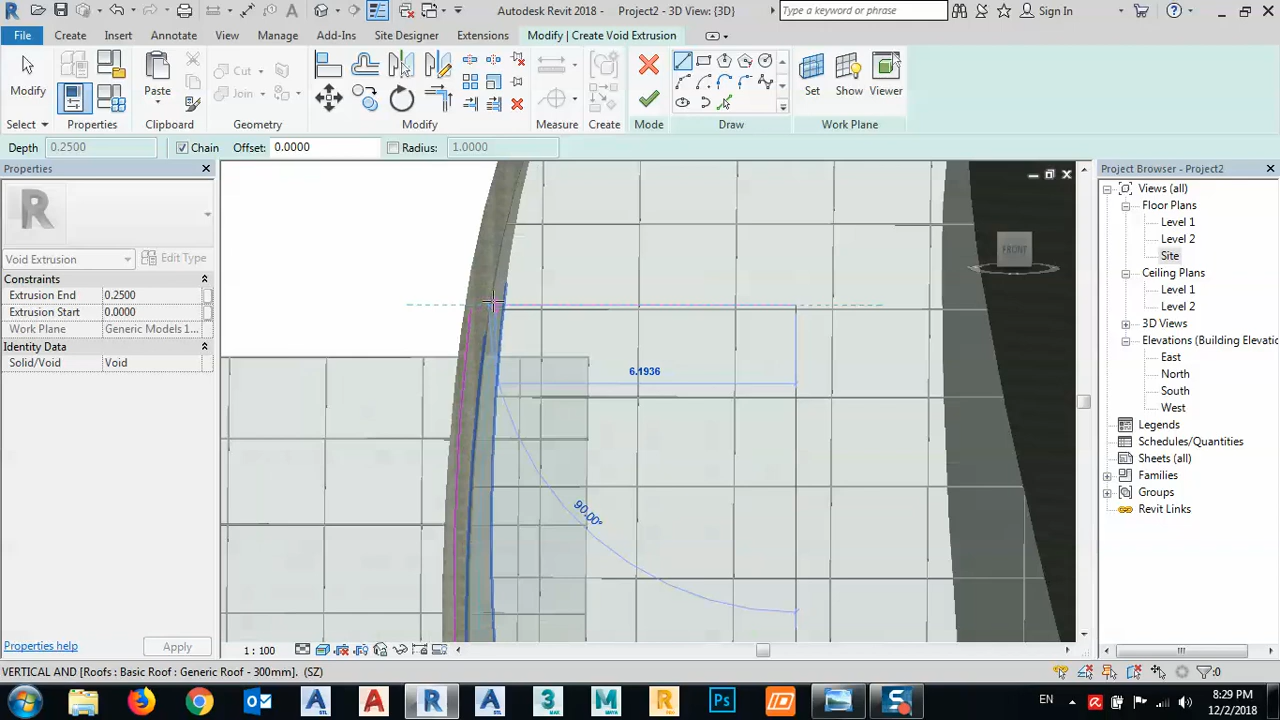 Autodesk Revit 2018 - Project2 - 3D View: {3D}
Type a keyword or phrase
Sign In
File
Create
Insert
Annotate
View
Manage
Add-Ins
Site Designer
Extensions
Modify | Create Void Extrusion
Modify
Paste
Cut
Join
Set
Show
Viewer
Select
Properties
Clipboard
Geometry
Modify
Measure
Create
Mode
Draw
Work Plane
Depth
0.2500
Chain
Offset:
0.0000
Radius:
1.0000
Properties
Void Extrusion
Edit Type
Constraints
Extrusion End
0.2500
Extrusion Start
0.0000
Work Plane
Generic Models 1...
Identity Data
Solid/Void
Void
Properties help
Apply
FRONT
6.1936
90.00°
1 : 100
Project Browser - Project2
Views (all)
Floor Plans
Level 1
Level 2
Site
Ceiling Plans
Level 1
Level 2
3D Views
Elevations (Building Elevatio
East
North
South
West
Legends
Schedules/Quantities
Sheets (all)
Families
Groups
Revit Links
VERTICAL AND [Roofs : Basic Roof : Generic Roof - 300mm]. (SZ)
:0
EN
8:29 PM
12/2/2018